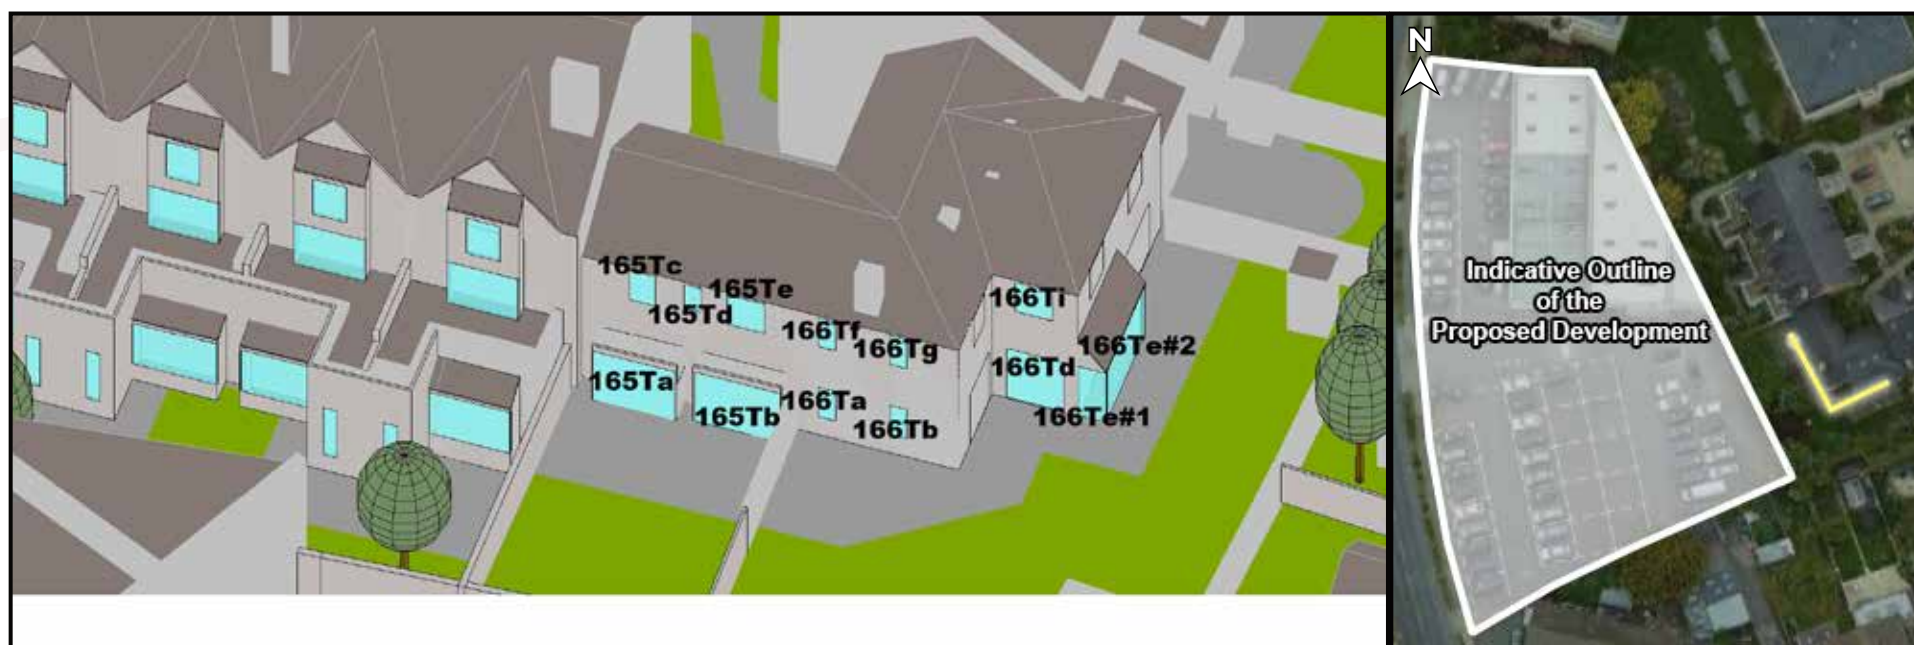 165Tc
165Te
165Td
166Tf
166Tg
166Ti
166Te#2
166Td
165Ta
166Ta
165Tb
166Tb
166Te#1
N
Indicative Outline
of the
Proposed Development